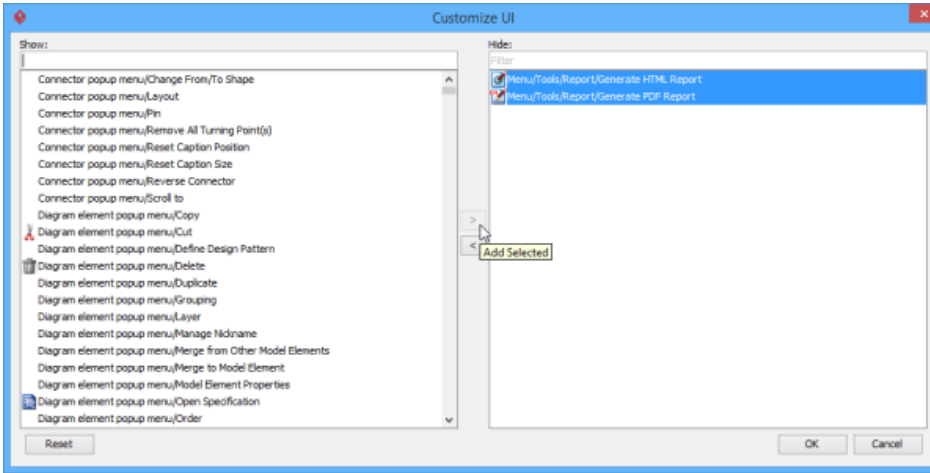 Customize UI
Show:
Hide:
Filter
Connector popup menu/Change From/To Shape
Connector popup menu/Layout
Connector popup menu/Pin
Connector popup menu/Remove All Turning Point(s)
Connector popup menu/Reset Caption Position
Connector popup menu/Reset Caption Size
Connector popup menu/Reverse Connector
Connector popup menu/Scroll to
Diagram element popup menu/Copy
Diagram element popup menu/Cut
Diagram element popup menu/Define Design Pattern
Diagram element popup menu/Delete
Diagram element popup menu/Duplicate
Diagram element popup menu/Grouping
Diagram element popup menu/Layer
Diagram element popup menu/Manage Nickname
Diagram element popup menu/Merge from Other Model Elements
Diagram element popup menu/Merge to Model Element
Diagram element popup menu/Model Element Properties
Diagram element popup menu/Open Specification
Diagram element popup menu/Order
>
<
Add Selected
Menu/Tools/Report/Generate HTML Report
Menu/Tools/Report/Generate PDF Report
Reset
OK
Cancel